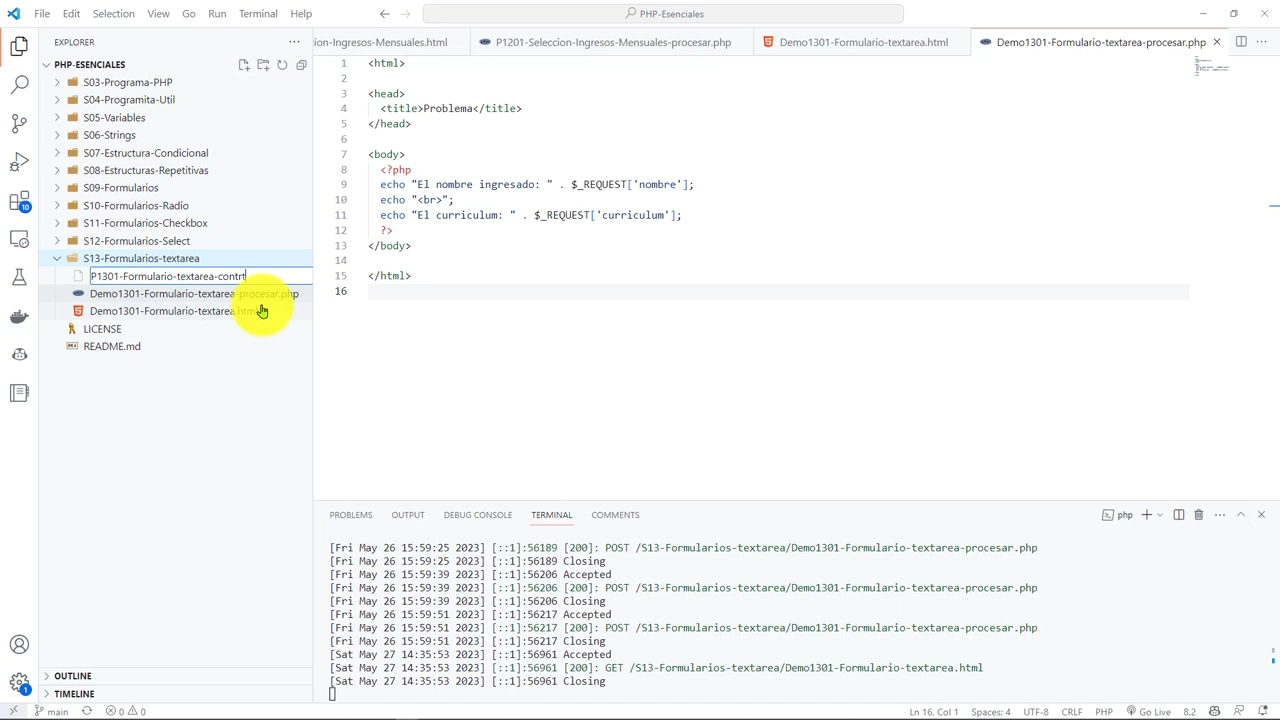 File Edit Selection View Go Run Terminal Help
PHP-Esenciales
EXPLORER
PHP-ESENCIALES
S03-Programa-PHP
S04-Programita-Util
S05-Variables
S06-Strings
S07-Estructura-Condicional
S08-Estructuras-Repetitivas
S09-Formularios
S10-Formularios-Radio
S11-Formularios-Checkbox
S12-Formularios-Select
S13-Formularios-textarea
P1301-Formulario-textarea-contrt
Demo1301-Formulario-textarea-procesar.php
Demo1301-Formulario-textarea.html
LICENSE
README.md
OUTLINE
TIMELINE
10
1
cion-Ingresos-Mensuales.html
P1201-Seleccion-Ingresos-Mensuales-procesar.php
Demo1301-Formulario-textarea.html
Demo1301-Formulario-textarea-procesar.php
1 <html>
2
3 <head>
4 <title>Problema</title>
5 </head>
6
7 <body>
8 <?php
9 echo "El nombre ingresado: " . $_REQUEST['nombre'];
10 echo "<br>";
11 echo "El curriculum: " . $_REQUEST['curriculum'];
12 ?>
13 </body>
14
15 </html>
16
PROBLEMS OUTPUT DEBUG CONSOLE TERMINAL COMMENTS
php
[Fri May 26 15:59:25 2023] [::1]:56189 [200]: POST /S13-Formularios-textarea/Demo1301-Formulario-textarea-procesar.php
[Fri May 26 15:59:25 2023] [::1]:56189 Closing
[Fri May 26 15:59:39 2023] [::1]:56206 Accepted
[Fri May 26 15:59:39 2023] [::1]:56206 [200]: POST /S13-Formularios-textarea/Demo1301-Formulario-textarea-procesar.php
[Fri May 26 15:59:39 2023] [::1]:56206 Closing
[Fri May 26 15:59:51 2023] [::1]:56217 Accepted
[Fri May 26 15:59:51 2023] [::1]:56217 [200]: POST /S13-Formularios-textarea/Demo1301-Formulario-textarea-procesar.php
[Fri May 26 15:59:51 2023] [::1]:56217 Closing
[Sat May 27 14:35:53 2023] [::1]:56961 Accepted
[Sat May 27 14:35:53 2023] [::1]:56961 [200]: GET /S13-Formularios-textarea/Demo1301-Formulario-textarea.html
[Sat May 27 14:35:53 2023] [::1]:56961 Closing
main 0 0 Ln 16, Col 1 Spaces: 4 UTF-8 CRLF PHP Go Live 8.2